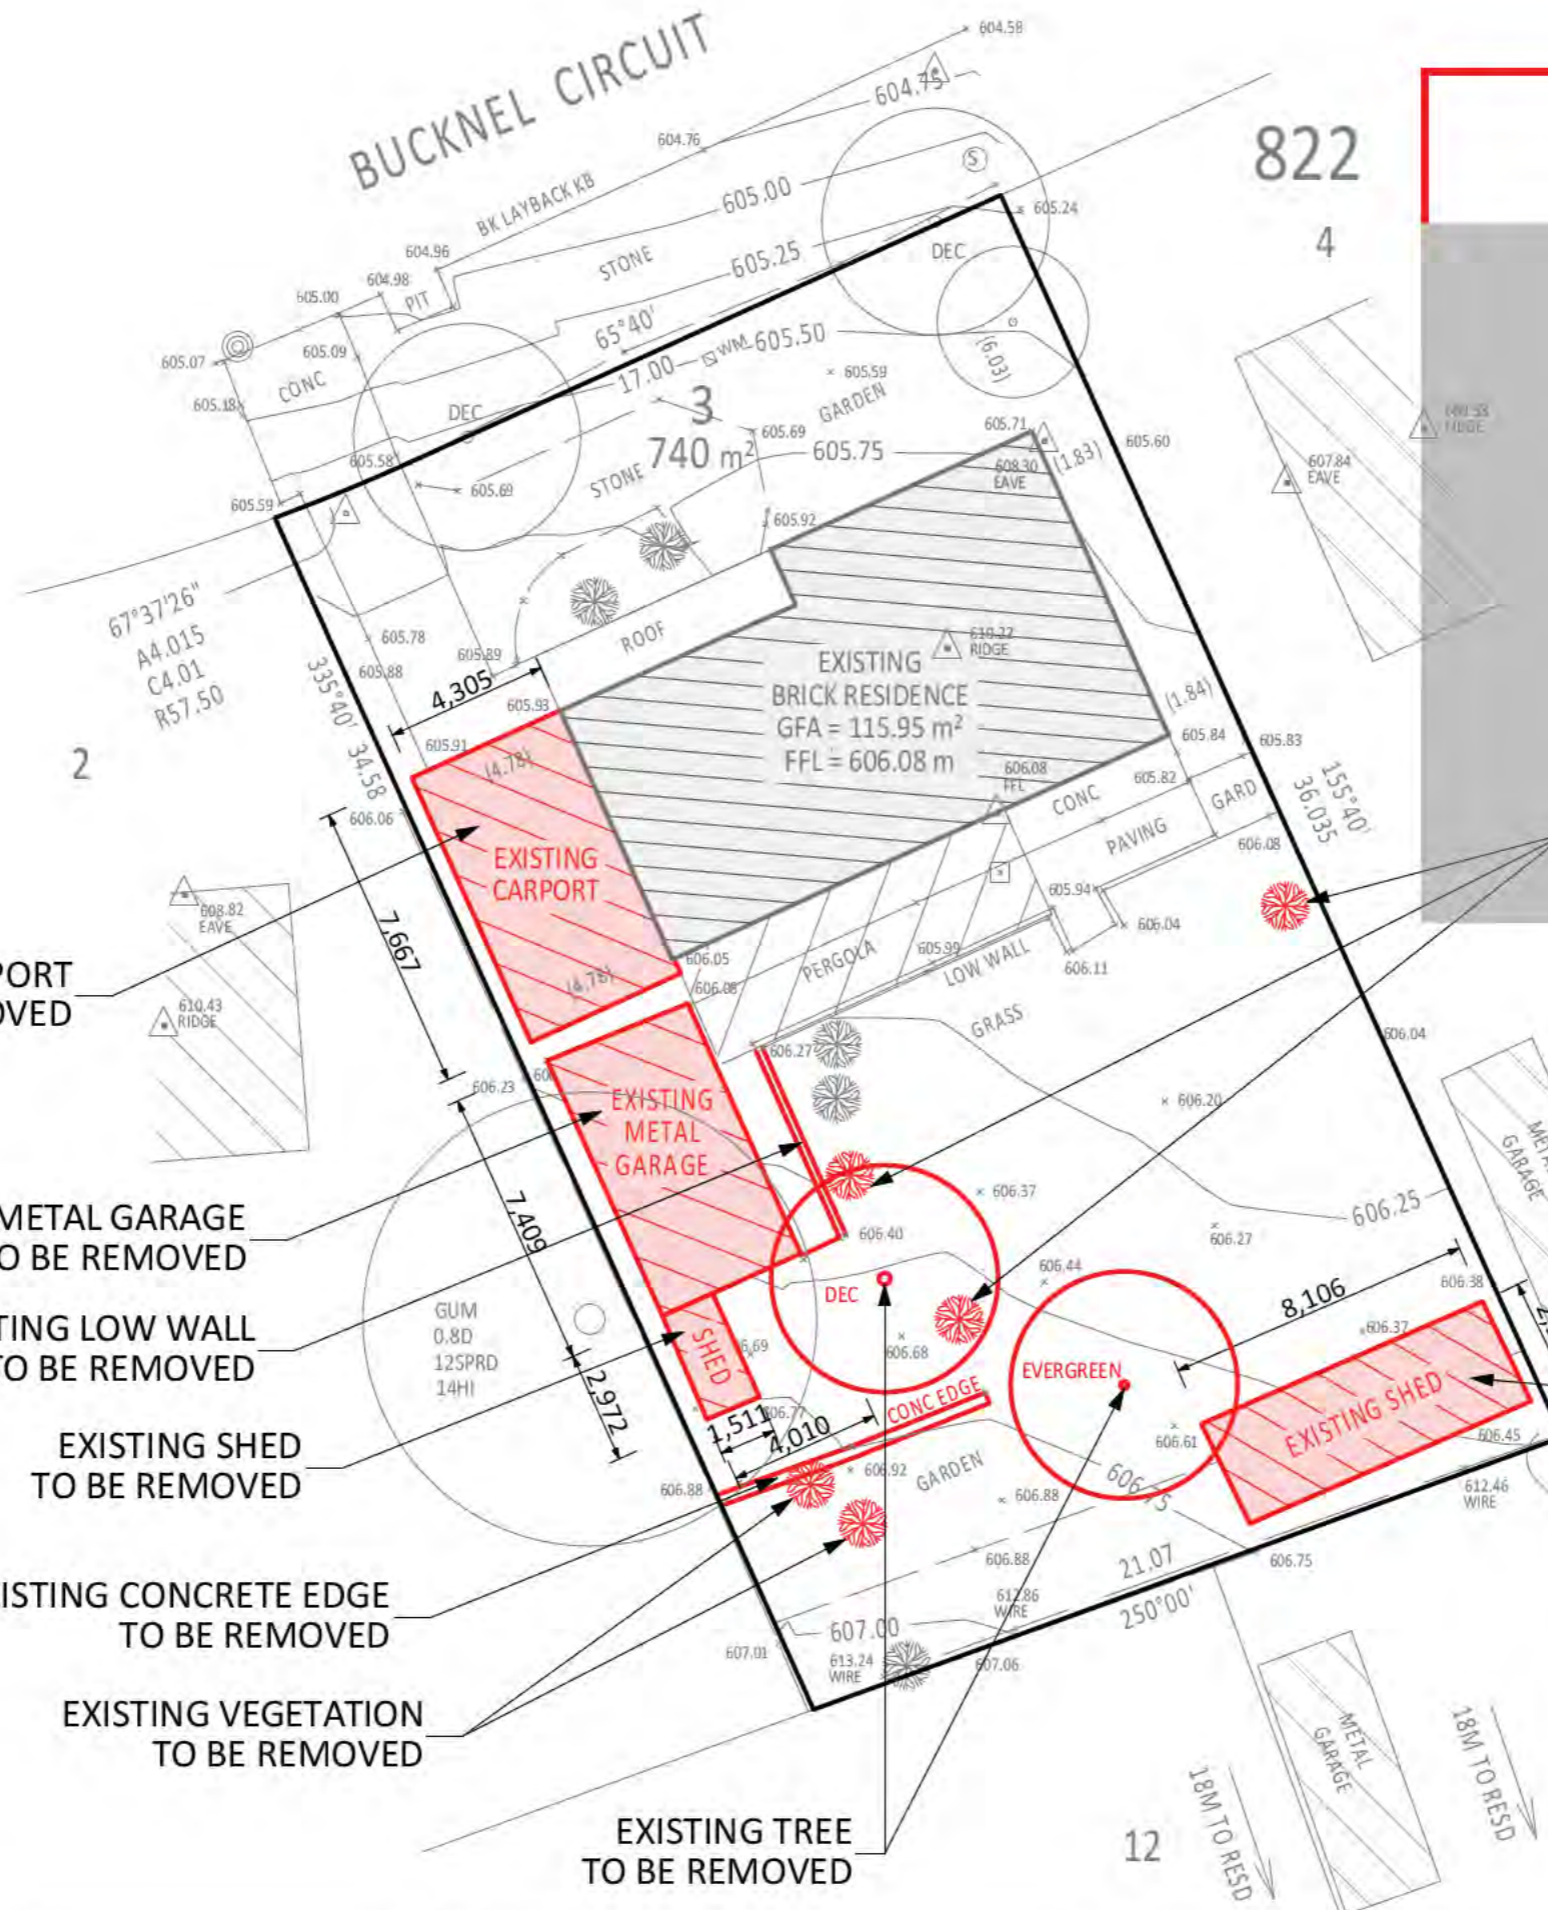 BUCKNEL CIRCUIT
604.58
604.75
604.76
BK LAYBACK KB
605.00
S
822
605.24
604.96
STONE
605.25
DEC
4
604.98
605.00
PIT
65°40'
17.00
WM
605.50
(6.03)
605.07
605.09
CONC
605.18
605.59
GARDEN
DEC
3
740 m²
605.69
605.71
605.60
605.75
608.30
EAVE
(1.83)
607.84
EAVE
605.58
605.69
STONE
605.59
605.92
67°37'26"
A4.015
C4.01
R57.50
605.78
605.88
605.89
ROOF
335°40'
34.58
4,305
605.93
605.91
(4.78)
610.22
RIDGE
EXISTING
BRICK RESIDENCE
GFA = 115.95 m²
FFL = 606.08 m
(1.84)
605.84
605.83
2
606.08
FFL
605.82
CONC
GARD
PAVING
155°40'
36.035
606.06
606.08
EXISTING
CARPORT
608.82
EAVE
7,667
605.94
606.04
PORT
OVED
610.43
RIDGE
(4.78)
606.05
606.08
PERGOLA
605.99
LOW WALL
606.11
GRASS
606.04
606.27
606.23
606.20
EXISTING
METAL
GARAGE
METAL GARAGE
O BE REMOVED
7,409
606.37
606.40
606.25
606.27
METAL
GARAGE
606.44
606.38
8,106
DEC
GUM
0.8D
12SPRD
14HI
TING LOW WALL
TO BE REMOVED
SHED
6.69
606.68
606.37
EVERGREEN
2,972
EXISTING SHED
CONC EDGE
1,511
606.77
4,010
EXISTING SHED
TO BE REMOVED
606.61
606.45
606.88
606.92
GARDEN
606.75
612.46
WIRE
606.88
606.88
606.75
21.07
250°00'
ISTING CONCRETE EDGE
TO BE REMOVED
612.86
WIRE
607.00
607.01
613.24
WIRE
607.06
EXISTING VEGETATION
TO BE REMOVED
METAL
GARAGE
18M TO RESD
18M TO RESD
EXISTING TREE
TO BE REMOVED
12